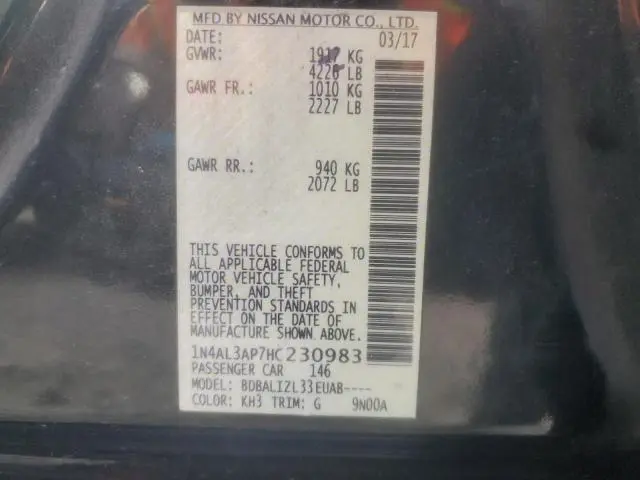 MFD BY NISSAN MOTOR CO., LTD.
DATE: 03/17
GVWR: KG
4226 LB
GAWR FR.: 1010 KG
2227 LB
GAWR RR.: 940 KG
2072 LB
THIS VEHICLE CONFORMS TO
ALL APPLICABLE FEDERAL
MOTOR VEHICLE SAFETY,
BUMPER, AND THEFT
PREVENTION STANDARDS IN
EFFECT ON THE DATE OF
MANUFACTURE SHOWN ABOVE.
1N4AL3AP7HC230983
PASSENGER CAR 146
MODEL: BDBALIZL33EUAB----
COLOR: KH3 TRIM: G 9N00A